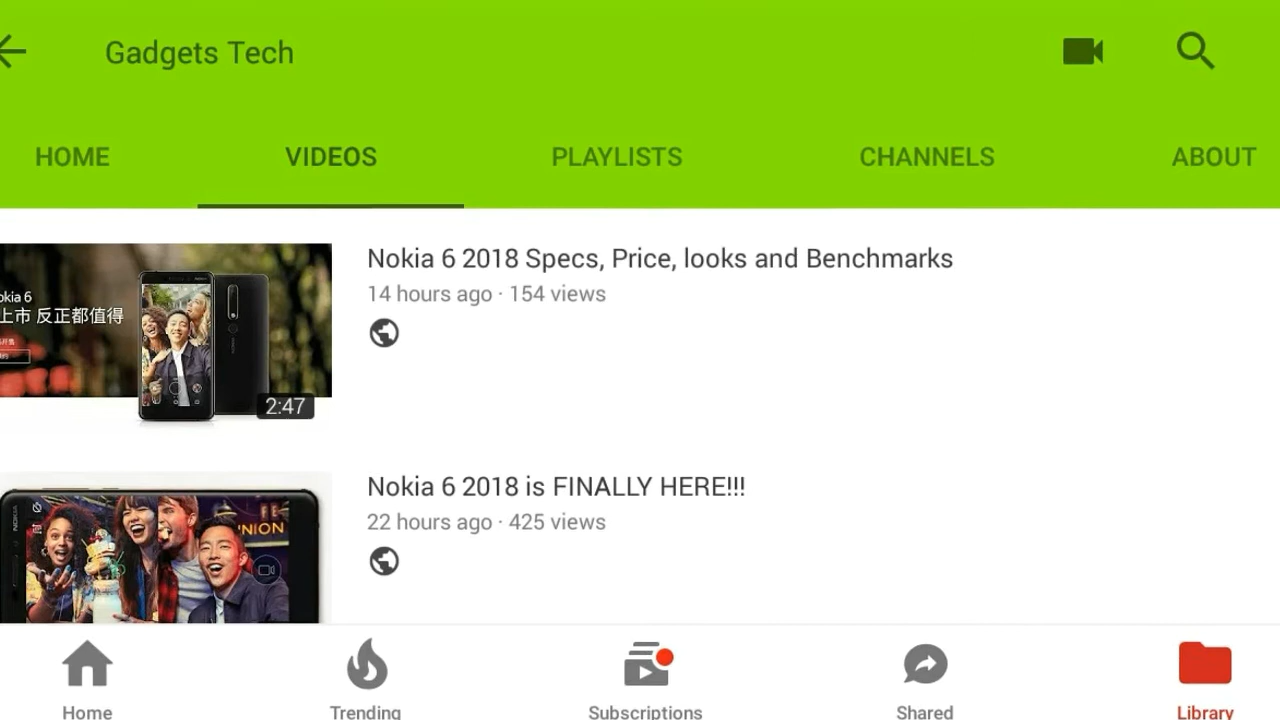 Gadgets Tech
HOME VIDEOS PLAYLISTS CHANNELS ABOUT
okia 6
上市 反正都值得
2:47
Nokia 6 2018 Specs, Price, looks and Benchmarks
14 hours ago · 154 views
NOKIA
NION
Nokia 6 2018 is FINALLY HERE!!!
22 hours ago · 425 views
Home Trending Subscriptions Shared Library